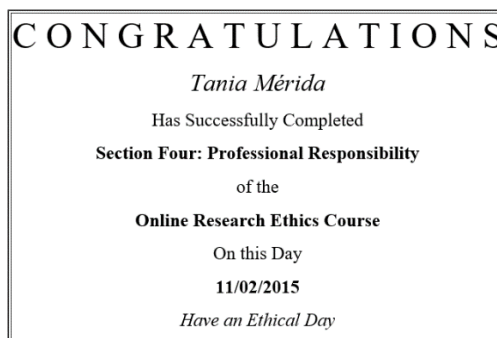 CONGRATULATIONS
Tania Mérida
Has Successfully Completed
Section Four: Professional Responsibility
of the
Online Research Ethics Course
On this Day
11/02/2015
Have an Ethical Day